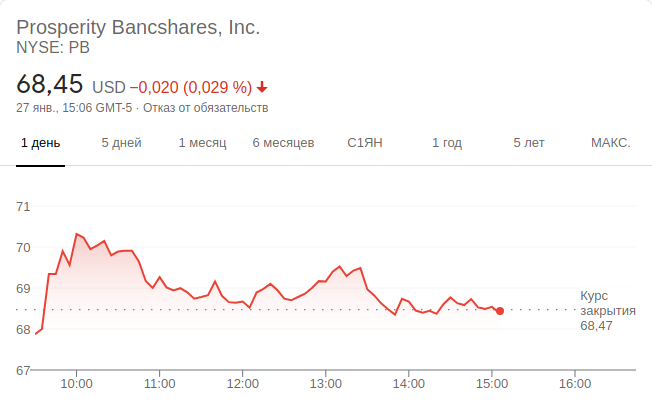 Prosperity Bancshares, Inc.
NYSE: PB
68,45 USD −0,020 (0,029 %)
27 янв., 15:06 GMT-5 · Отказ от обязательств
1 день 5 дней 1 месяц 6 месяцев С1ЯН 1 год 5 лет МАКС.
71
70
69
Курс
закрытия
68,47
68
67
10:00 11:00 12:00 13:00 14:00 15:00 16:00